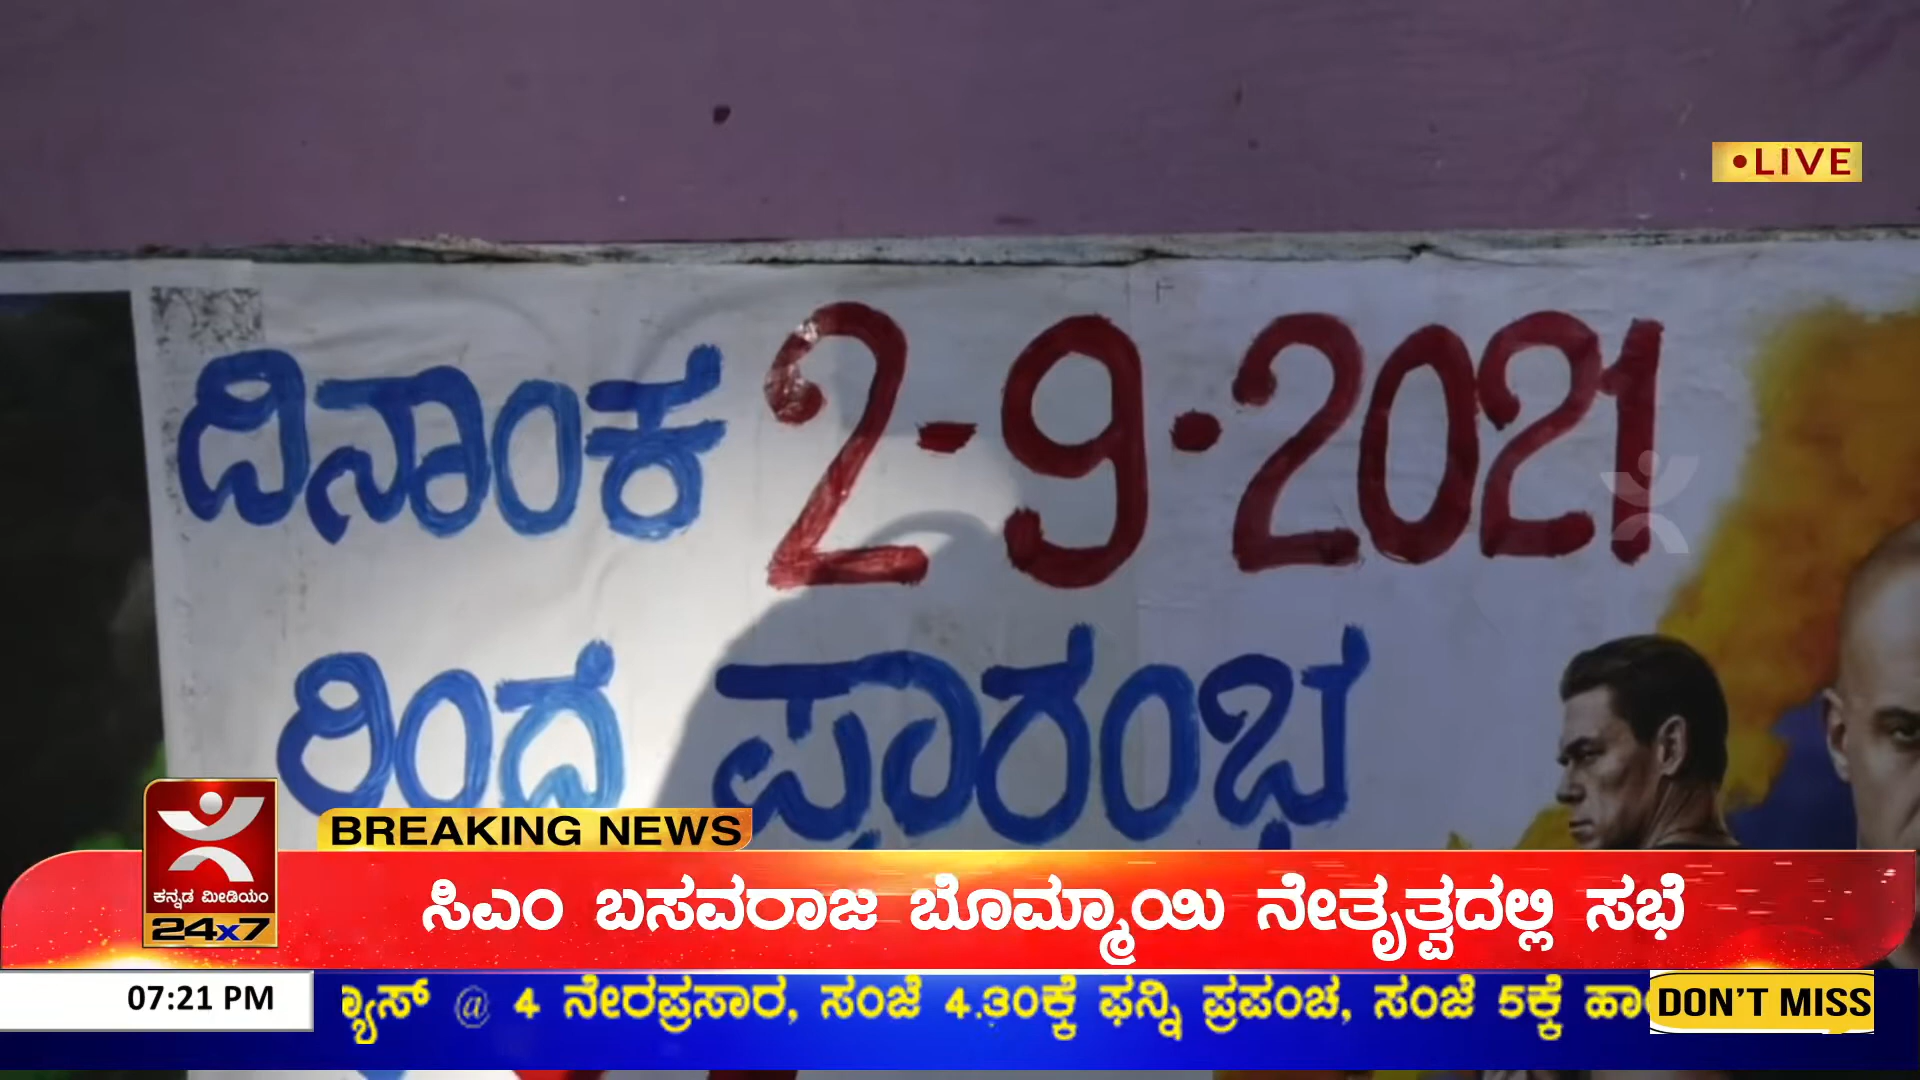 •LIVE
ದಿನಾಂಕ 2-9-2021
ರಿಂದ ಪ್ರಾರಂಭ
BREAKING NEWS
ಕನ್ನಡ ಮೀಡಿಯಂ
24x7
ಸಿಎಂ ಬಸವರಾಜ ಬೊಮ್ಮಾಯಿ ನೇತೃತ್ವದಲ್ಲಿ ಸಭೆ
07:21 PM
@ 4 ನೇರಪ್ರಸಾರ, ಸಂಜೆ 4.30ಕ್ಕೆ ಫನ್ನಿ ಪ್ರಪಂಚ, ಸಂಜೆ 5ಕ್ಕೆ
DON'T MISS